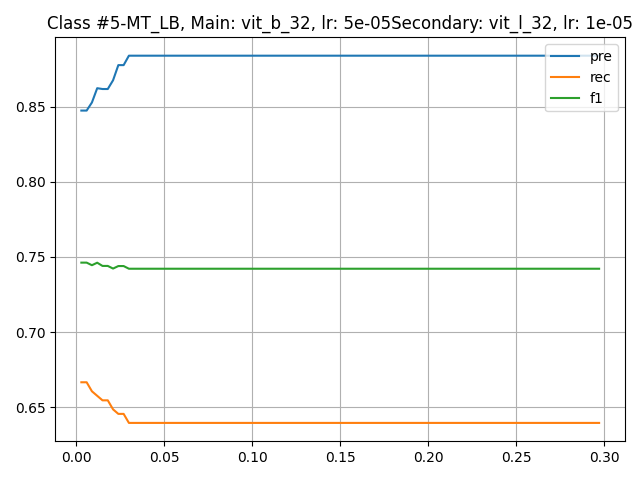 Class #5-MT_LB, Main: vit_b_32, lr: 5e-05Secondary: vit_l_32, lr: 1e-05
pre
rec
f1
0.85
0.80
0.75
0.70
0.65
0.00 0.05 0.10 0.15 0.20 0.25 0.30